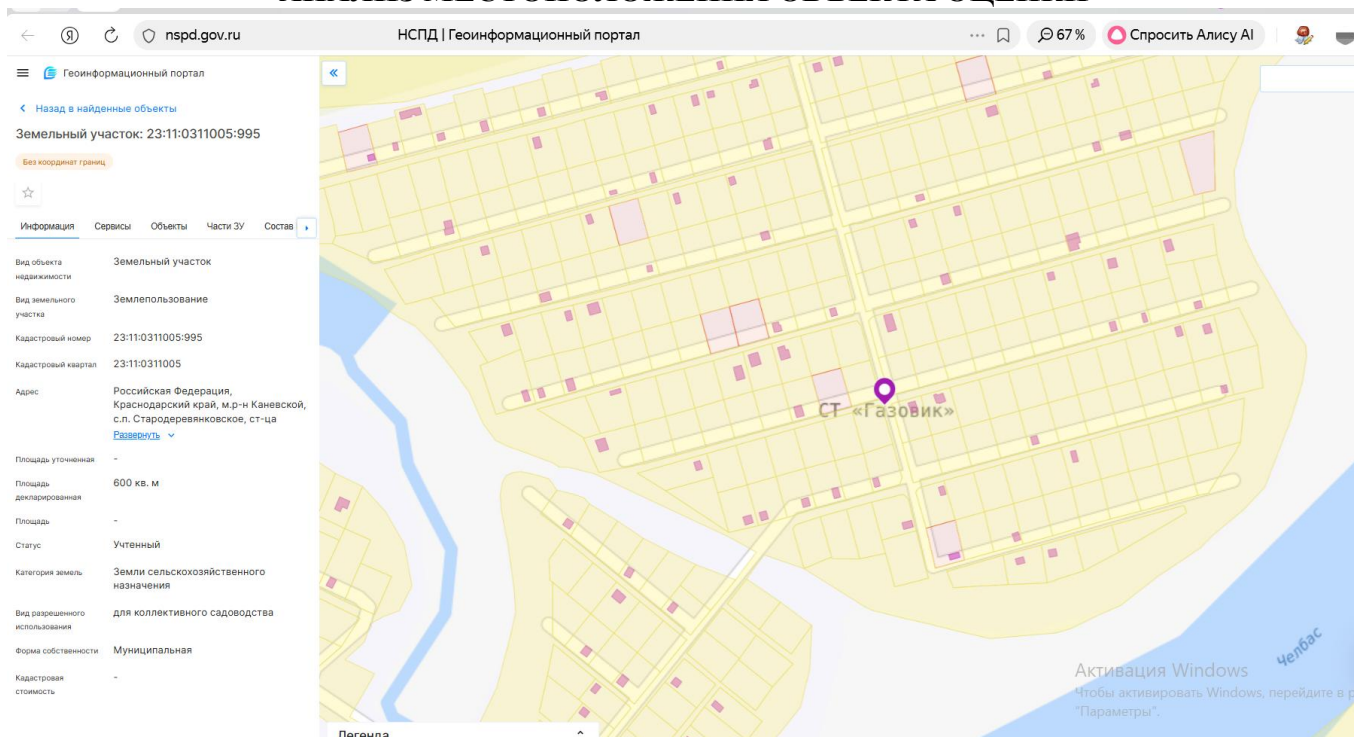 АНАЛИЗ МЕСТОПОЛОЖЕНИЯ ОБЪЕКТА ОЦЕНКИ
nspd.gov.ru
НСПД | Геоинформационный портал
67 %
Спросить Алису AI
Геоинформационный портал
Назад в найденные объекты
Земельный участок: 23:11:0311005:995
Без координат границ
Информация Сервисы Объекты Части ЗУ Состав
Вид объекта недвижимости
Земельный участок
Вид земельного участка
Землепользование
Кадастровый номер
23:11:0311005:995
Кадастровый квартал
23:11:0311005
Адрес
Российская Федерация,
Краснодарский край, м.р-н Каневской,
с.п. Стародеревянковское, ст-ца
Развернуть
Площадь уточненная
-
Площадь декларированная
600 кв. м
Площадь
-
Статус
Учтенный
Категория земель
Земли сельскохозяйственного
назначения
Вид разрешенного использования
для коллективного садоводства
Форма собственности
Муниципальная
Кадастровая стоимость
-
СТ «Газовик»
Челбас
Активация Windows
Чтобы активировать Windows, перейдите в р
"Параметры".
Легенда